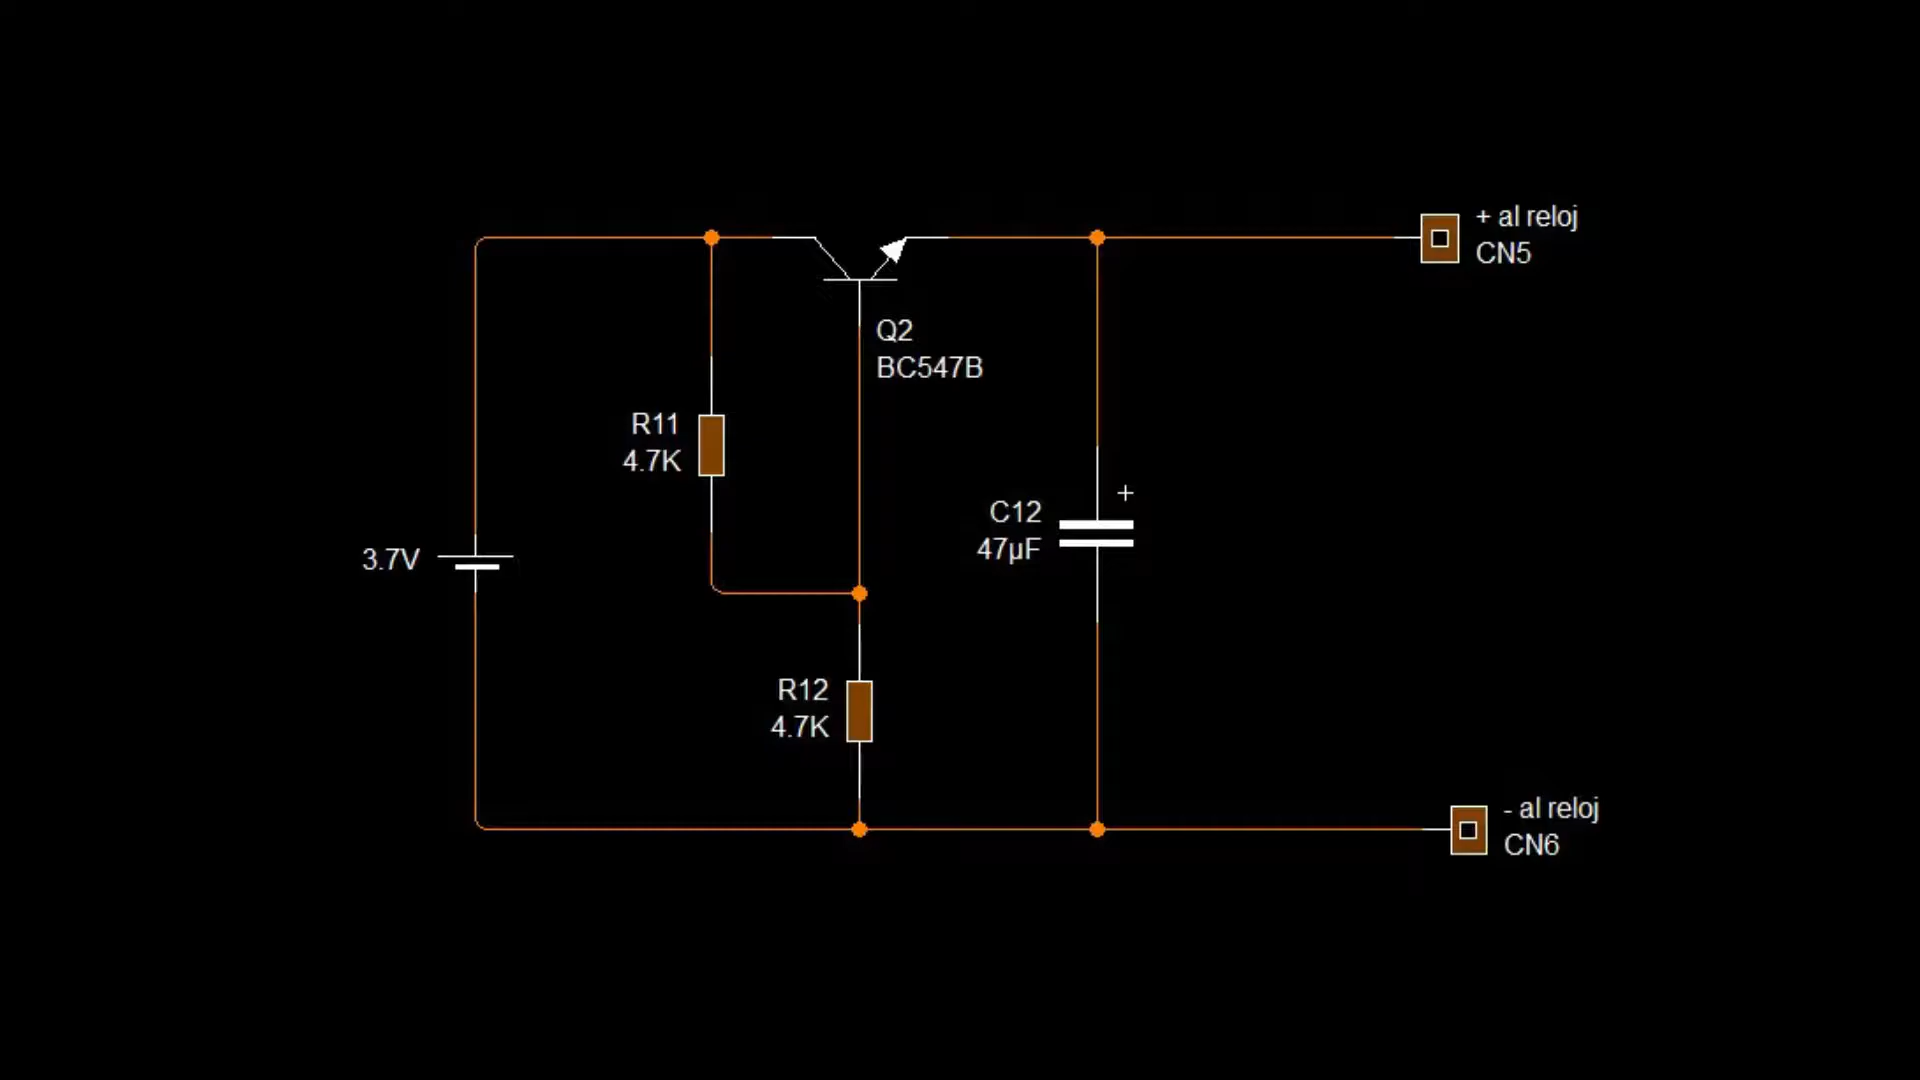 + al reloj
CN5
Q2
BC547B
R11
4.7K
+
C12
47µF
3.7V
R12
4.7K
- al reloj
CN6